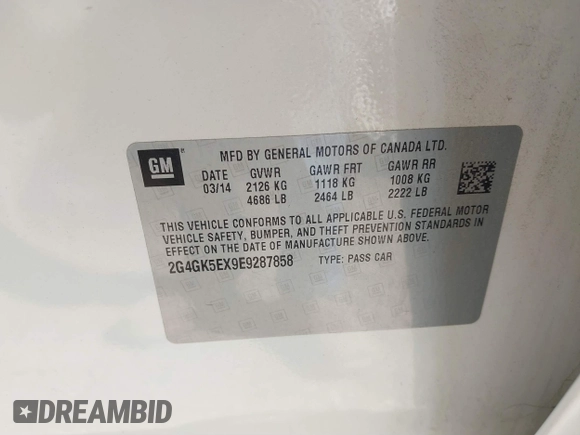 GM
MFD BY GENERAL MOTORS OF CANADA LTD.
DATE GVWR GAWR FRT GAWR RR
03/14 2126 KG 1118 KG 1008 KG
4686 LB 2464 LB 2222 LB
THIS VEHICLE CONFORMS TO ALL APPLICABLE U.S. FEDERAL MOTOR
VEHICLE SAFETY, BUMPER, AND THEFT PREVENTION STANDARDS IN
EFFECT ON THE DATE OF MANUFACTURE SHOWN ABOVE.
2G4GK5EX9E9287858 TYPE: PASS CAR
DREAMBID